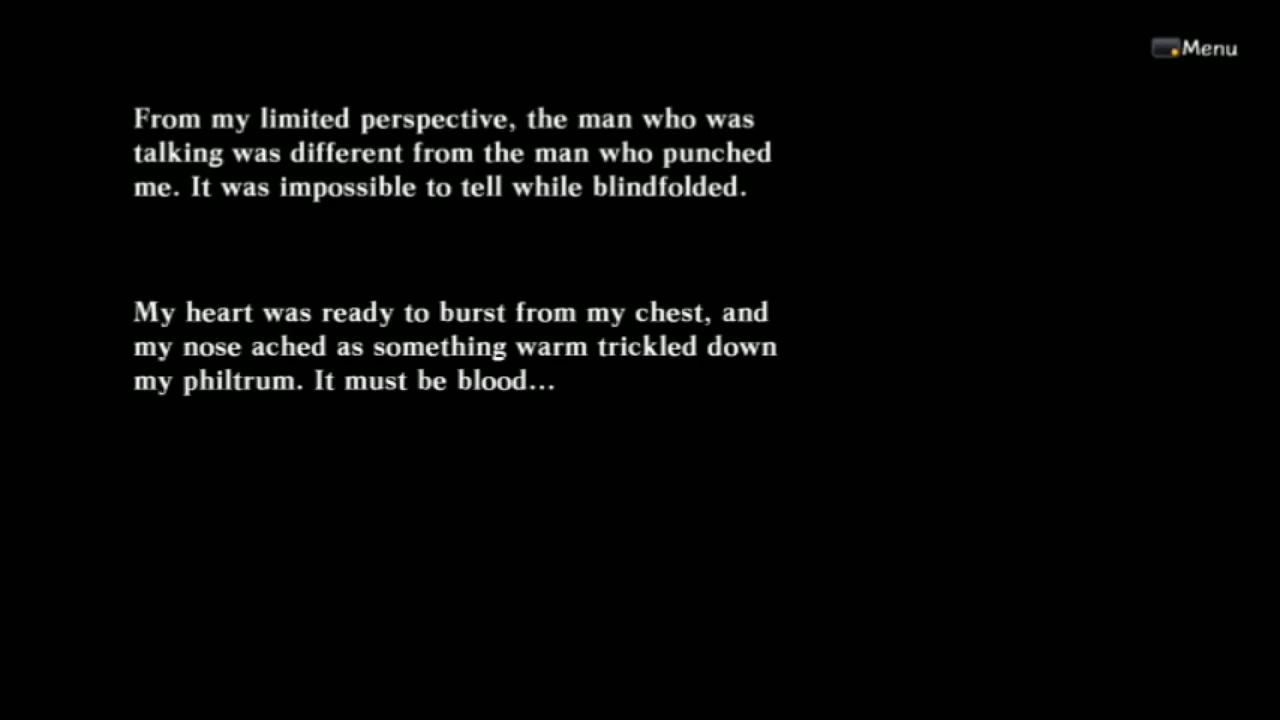 Menu
From my limited perspective, the man who was
talking was different from the man who punched
me. It was impossible to tell while blindfolded.
My heart was ready to burst from my chest, and
my nose ached as something warm trickled down
my philtrum. It must be blood...